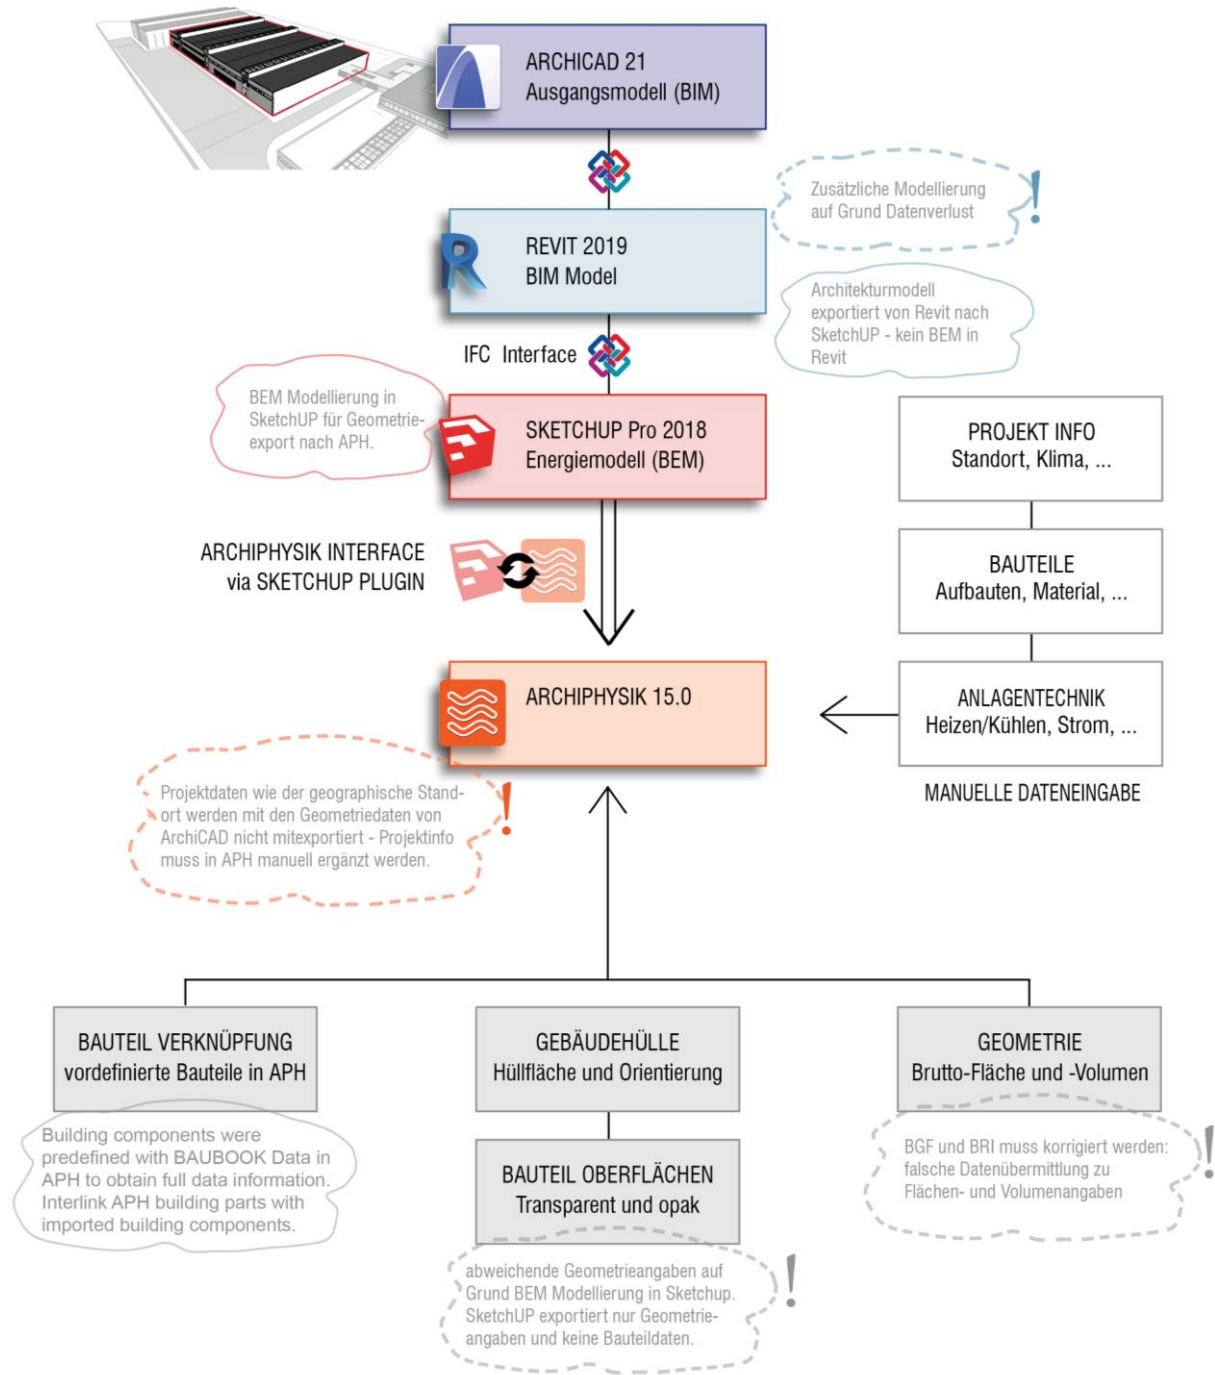 ARCHICAD 21
Ausgangsmodell (BIM)
Zusätzliche Modellierung
auf Grund Datenverlust
!
REVIT 2019
BIM Model
Architekturmodell
exportiert von Revit nach
SketchUP - kein BEM in
Revit
IFC Interface
BEM Modellierung in
SketchUP für Geometrie-
export nach APH.
SKETCHUP Pro 2018
Energiemodell (BEM)
PROJEKT INFO
Standort, Klima, ...
ARCHIPHYSIK INTERFACE
via SKETCHUP PLUGIN
BAUTEILE
Aufbauten, Material, ...
ARCHIPHYSIK 15.0
ANLAGENTECHNIK
Heizen/Kühlen, Strom, ...
MANUELLE DATENEINGABE
Projektdaten wie der geographische Stand-
ort werden mit den Geometriedaten von
ArchiCAD nicht mitexportiert - Projektinfo
muss in APH manuell ergänzt werden.
!
BAUTEIL VERKNÜPFUNG
vordefinierte Bauteile in APH
Building components were
predefined with BAUBOOK Data in
APH to obtain full data information.
Interlink APH building parts with
imported building components.
GEBÄUDEHÜLLE
Hüllfläche und Orientierung
BAUTEIL OBERFLÄCHEN
Transparent und opak
abweichende Geometrieangaben auf
Grund BEM Modellierung in Sketchup.
SketchUP exportiert nur Geometrie-
angaben und keine Bauteildaten.
!
GEOMETRIE
Brutto-Fläche und -Volumen
BGF und BRI muss korrigiert werden:
falsche Datenübermittlung zu
Flächen- und Volumenangaben
!